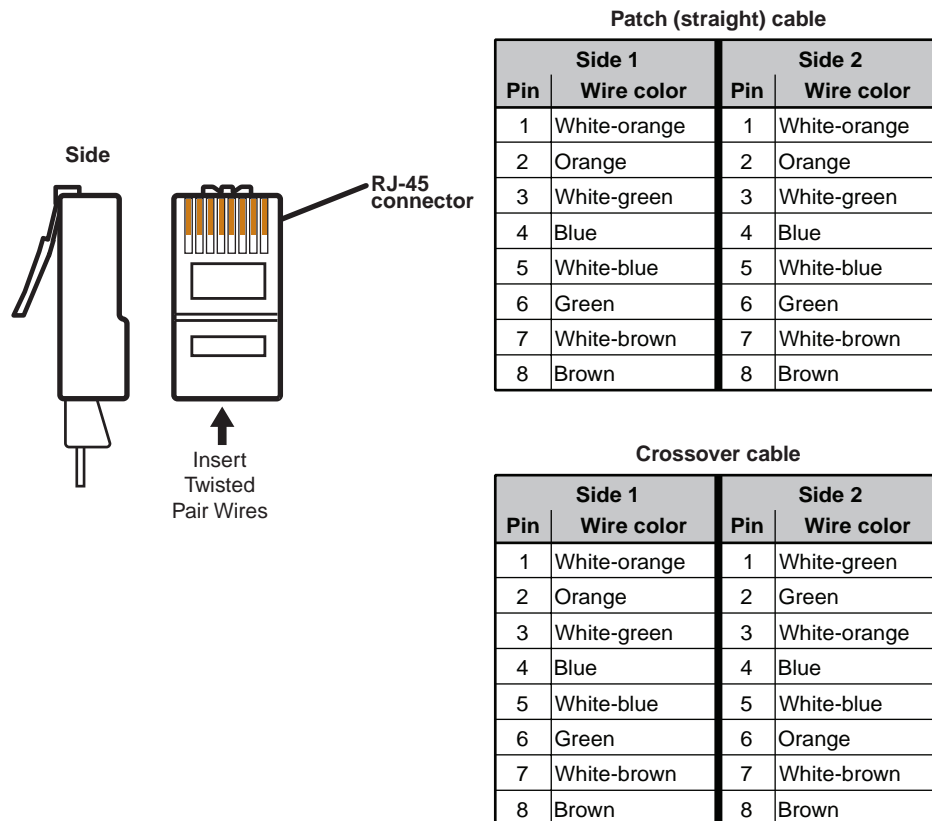 Side
RJ-45
connector
Insert
Twisted
Pair Wires
Patch (straight) cable
Side 1 Side 2
Pin Wire color Pin Wire color
1 White-orange 1 White-orange
2 Orange 2 Orange
3 White-green 3 White-green
4 Blue 4 Blue
5 White-blue 5 White-blue
6 Green 6 Green
7 White-brown 7 White-brown
8 Brown 8 Brown
Crossover cable
Side 1 Side 2
Pin Wire color Pin Wire color
1 White-orange 1 White-green
2 Orange 2 Green
3 White-green 3 White-orange
4 Blue 4 Blue
5 White-blue 5 White-blue
6 Green 6 Orange
7 White-brown 7 White-brown
8 Brown 8 Brown